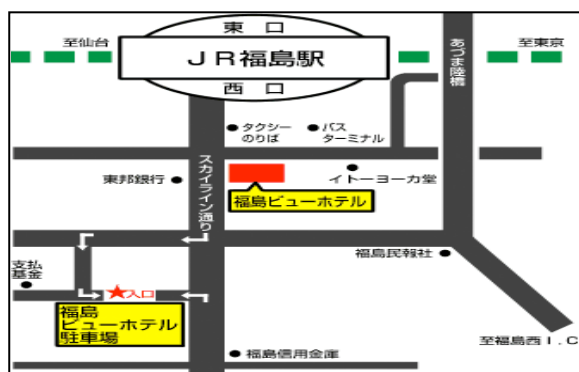 東口
至仙台
JR福島駅
至東京
西口
あづま陸橋
タクシー
のりば
バス
ターミナル
東邦銀行
スカイライン通り
イトーヨーカ堂
福島ビューホテル
福島民報社
支払
基金
入口
福島
ビューホテル
駐車場
至福島西I.C
福島信用金庫